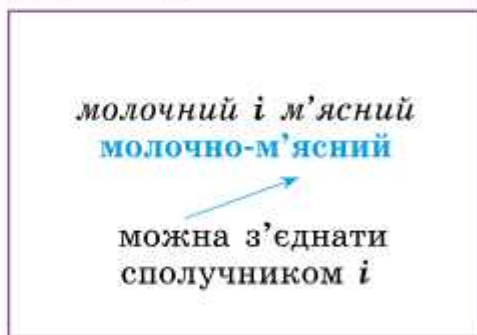 молочний і м’ясний
молочно-м’ясний
можна з’єднати
сполучником і